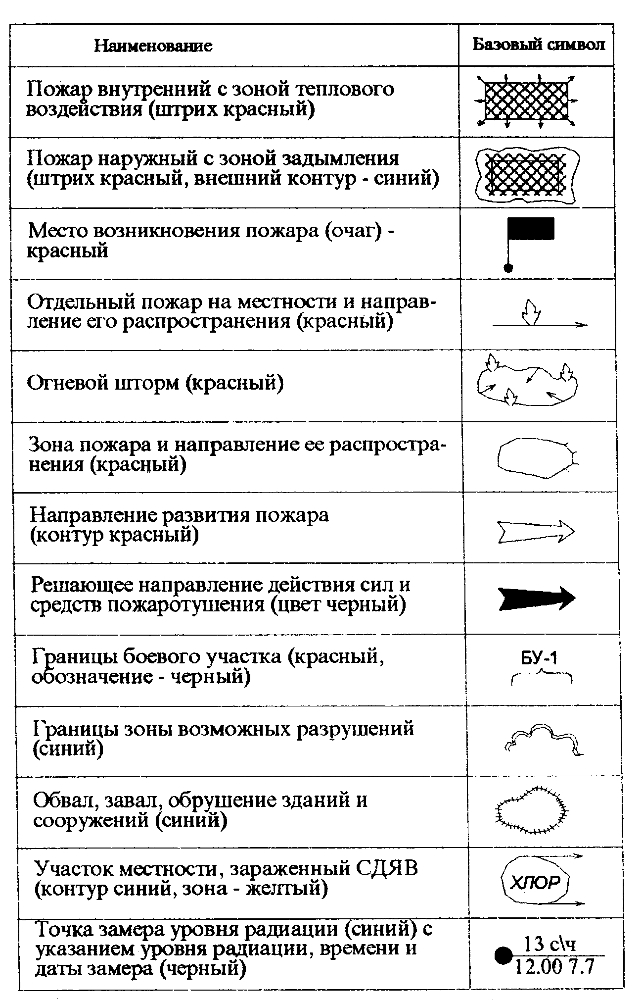 Наименование
Базовый символ
Пожар внутренний с зоной теплового
воздействия (штрих красный)
Пожар наружный с зоной задымления
(штрих красный, внешний контур - синий)
Место возникновения пожара (очаг) -
красный
Отдельный пожар на местности и направ-
ление его распространения (красный)
Огневой шторм (красный)
Зона пожара и направление ее распростра-
нения (красный)
Направление развития пожара
(контур красный)
Решающее направление действия сил и
средств пожаротушения (цвет черный)
Границы боевого участка (красный,
обозначение - черный)
БУ-1
Границы зоны возможных разрушений
(синий)
Обвал, завал, обрушение зданий и
сооружений (синий)
Участок местности, зараженный СДЯВ
(контур синий, зона - желтый)
ХЛОР
Точка замера уровня радиации (синий) с
указанием уровня радиации, времени и
даты замера (черный)
13 с\ч
12.00 7.7